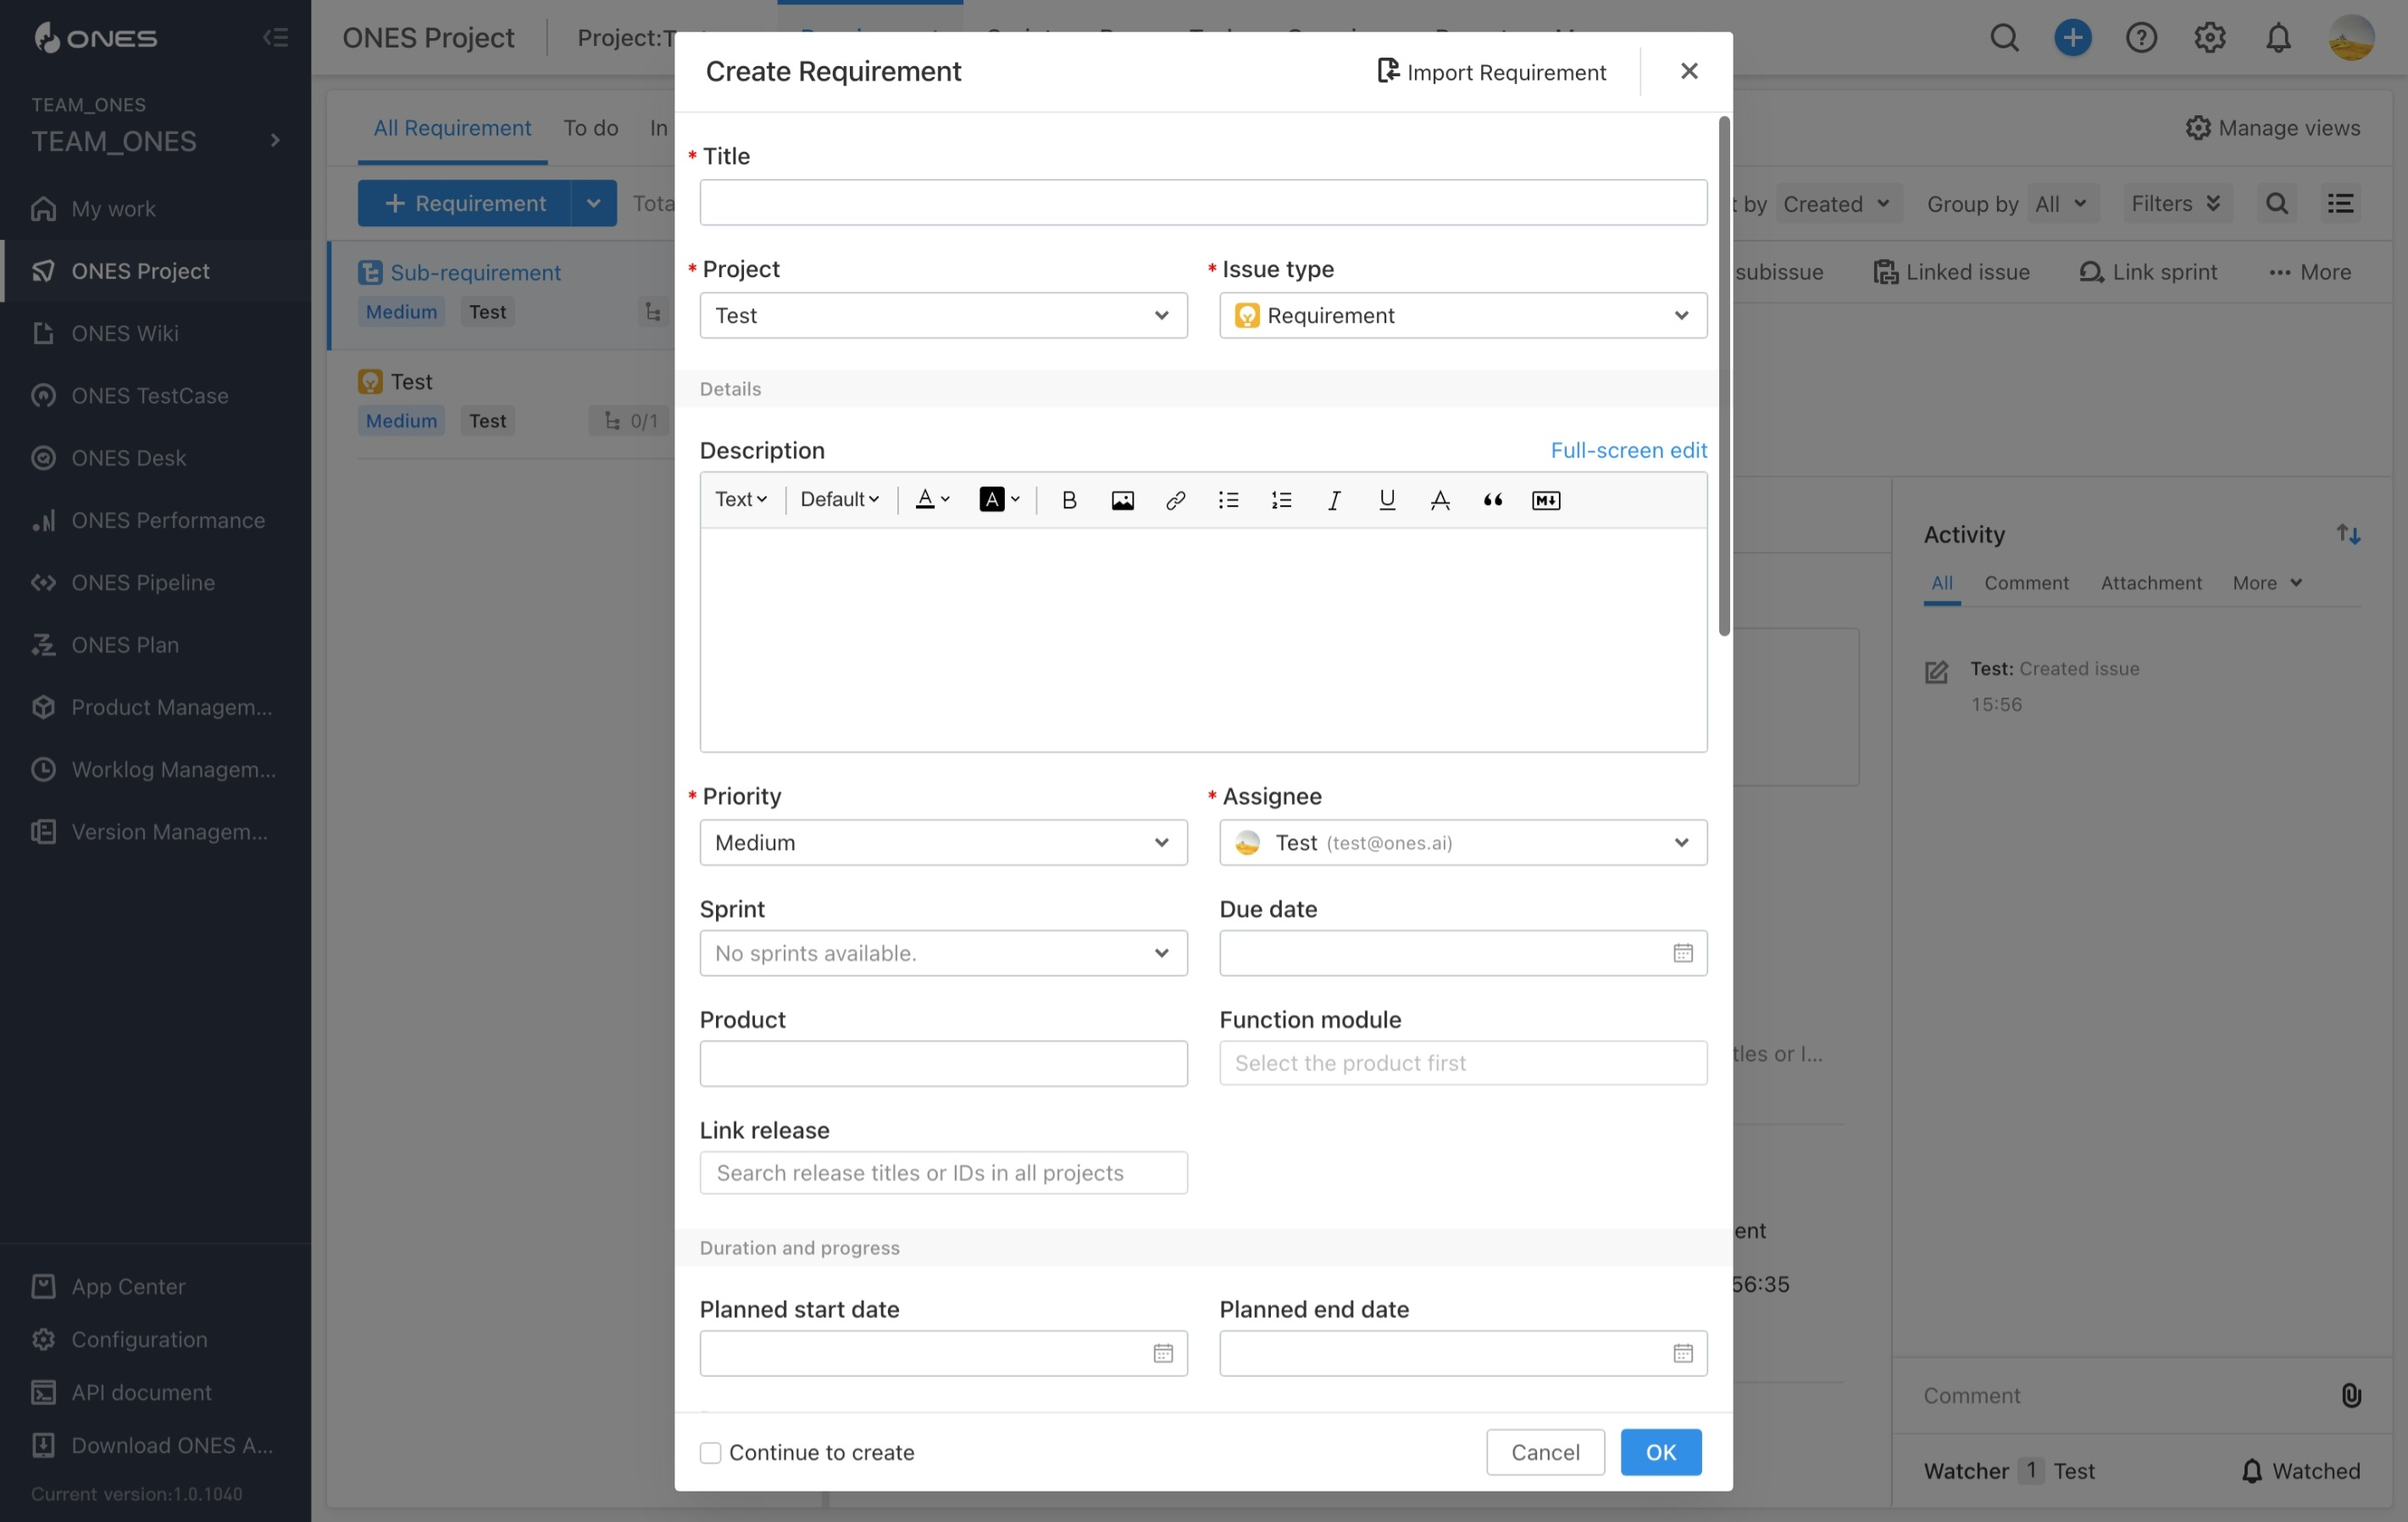 ONES
TEAM_ONES
TEAM_ONES
My work
ONES Project
ONES Wiki
ONES TestCase
ONES Desk
ONES Performance
ONES Pipeline
ONES Plan
Product Managem...
Worklog Managem...
Version Managem...
App Center
Configuration
API document
Download ONES A...
Current version:1.0.1040
ONES Project
Project:T
All Requirement To do In
Manage views
Requirement
Tota
t by Created Group by All Filters
Sub-requirement
Medium Test
Test
Medium Test 0/1
subissue Linked issue Link sprint More
Create Requirement
Import Requirement
* Title
* Project
* Issue type
Test
Requirement
Details
Description
Full-screen edit
Text Default A A B I U A M↓
* Priority
* Assignee
Medium
Test (test@ones.ai)
Sprint
Due date
No sprints available.
Product
Function module
Select the product first
Link release
Search release titles or IDs in all projects
Duration and progress
Planned start date
Planned end date
Continue to create
Cancel
OK
tles or I...
ent
56:35
Activity
All Comment Attachment More
Test: Created issue
15:56
Comment
Watcher 1 Test
Watched